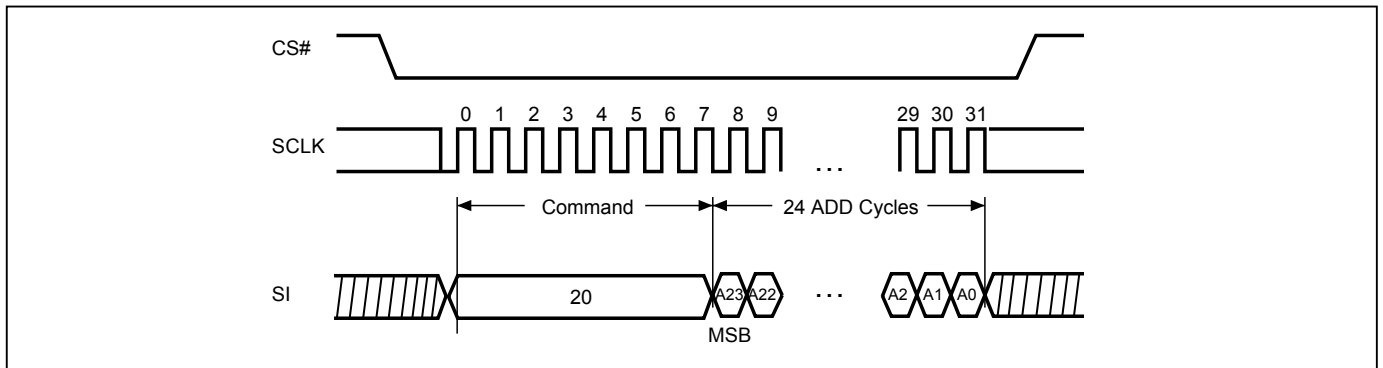 CS#
0 1 2 3 4 5 6 7 8 9 29 30 31
SCLK
. . .
Command 24 ADD Cycles
SI 20 A23 A22 . . . A2 A1 A0
MSB